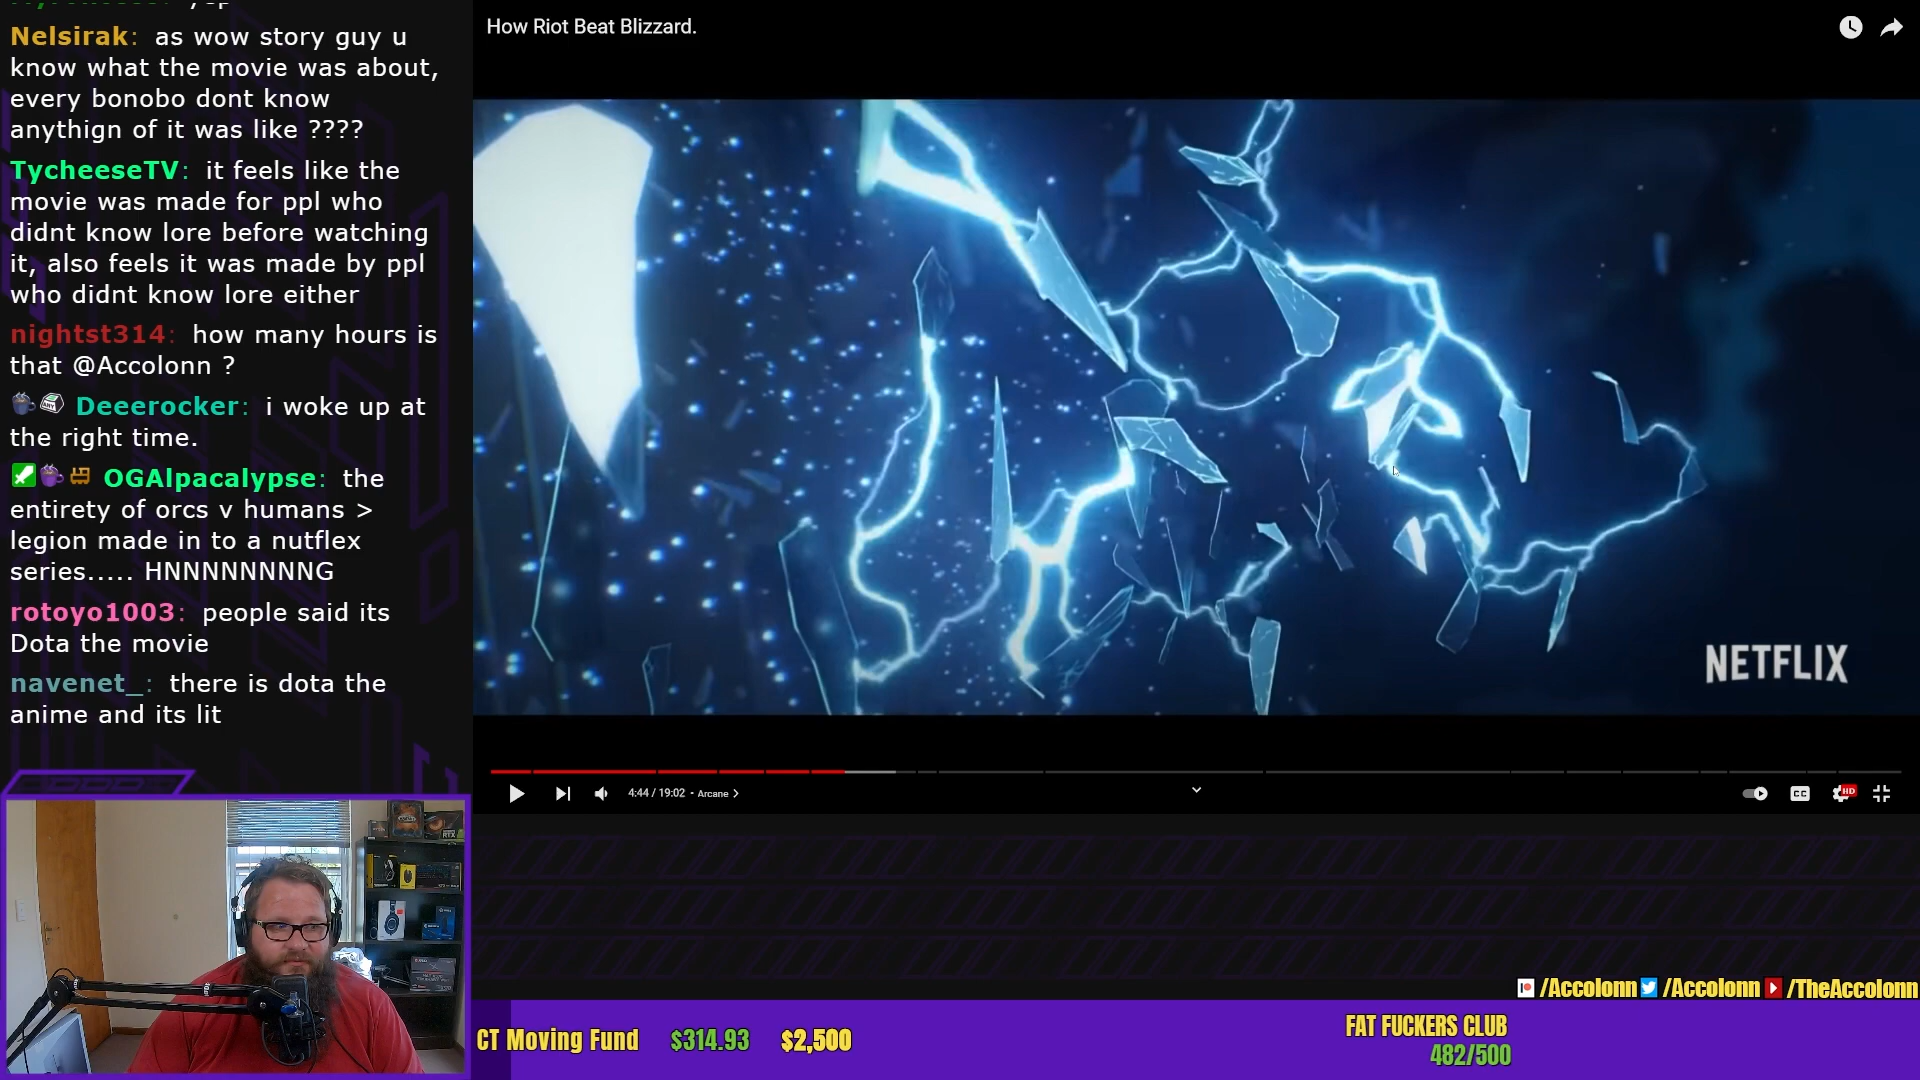 Nelsirak: as wow story guy u
know what the movie was about,
every bonobo dont know
anythign of it was like ????
TycheeseTV: it feels like the
movie was made for ppl who
didnt know lore before watching
it, also feels it was made by ppl
who didnt know lore either
nightst314: how many hours is
that @Accolonn ?
Deeerocker: i woke up at
the right time.
OGAlpacalypse: the
entirety of orcs v humans >
legion made in to a nutflex
series..... HNNNNNNNNG
rotoyo1003: people said its
Dota the movie
navenet_: there is dota the
anime and its lit
How Riot Beat Blizzard.
NETFLIX
4:44 / 19:02 • Arcane >
CC
HD
/Accolonn /Accolonn /TheAccolonn
CT Moving Fund $314.93 $2,500
FAT FUCKERS CLUB
482/500